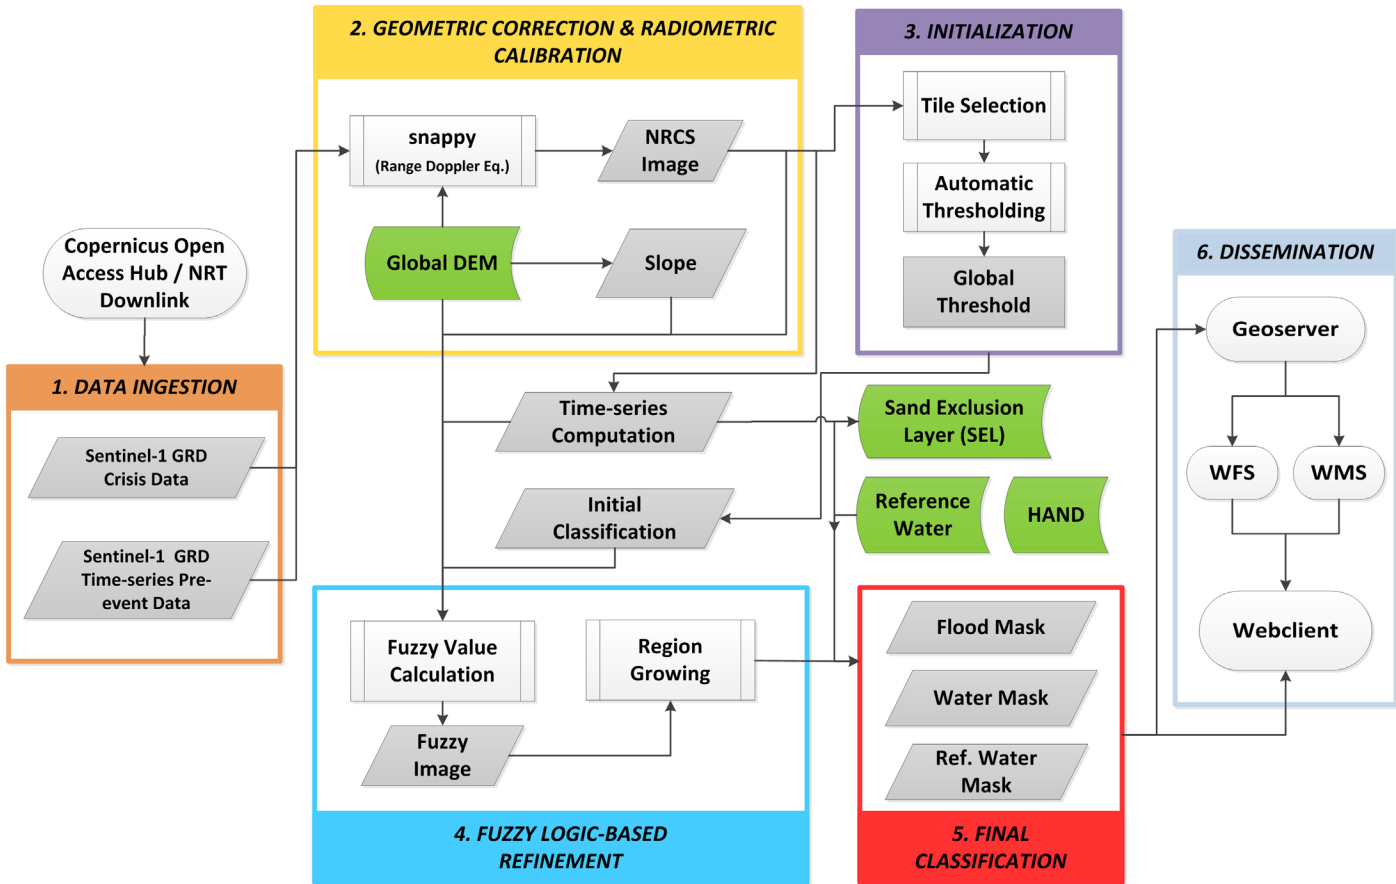 2. GEOMETRIC CORRECTION & RADIOMETRIC
CALIBRATION
snappy
(Range Doppler Eq.)
NRCS
Image
Global DEM
Slope
3. INITIALIZATION
Tile Selection
Automatic
Thresholding
Global
Threshold
Copernicus Open
Access Hub / NRT
Downlink
1. DATA INGESTION
Sentinel-1 GRD
Crisis Data
Sentinel-1 GRD
Time-series Pre-
event Data
Time-series
Computation
Sand Exclusion
Layer (SEL)
Initial
Classification
Reference
Water
HAND
Fuzzy Value
Calculation
Region
Growing
Fuzzy
Image
4. FUZZY LOGIC-BASED
REFINEMENT
Flood Mask
Water Mask
Ref. Water
Mask
5. FINAL
CLASSIFICATION
6. DISSEMINATION
Geoserver
WFS
WMS
Webclient